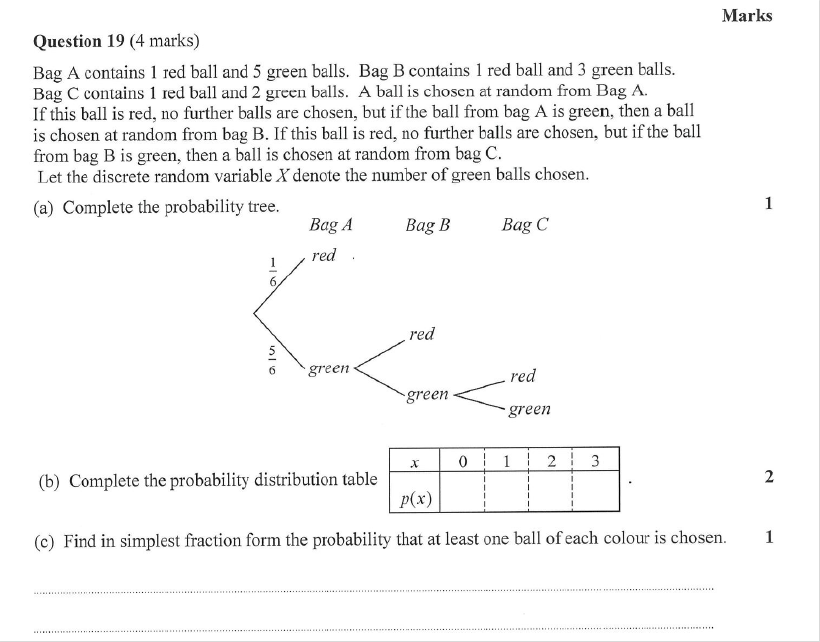 Marks
Question 19 (4 marks)
Bag A contains 1 red ball and 5 green balls. Bag B contains 1 red ball and 3 green balls.
Bag C contains 1 red ball and 2 green balls. A ball is chosen at random from Bag A.
If this ball is red, no further balls are chosen, but if the ball from bag A is green, then a ball
is chosen at random from bag B. If this ball is red, no further balls are chosen, but if the ball
from bag B is green, then a ball is chosen at random from bag C.
Let the discrete random variable X denote the number of green balls chosen.
(a) Complete the probability tree. 1
Bag A Bag B Bag C
1/6 red
red
5/6 green
red
green
green
(b) Complete the probability distribution table 2
x 0 1 2 3
p(x)
(c) Find in simplest fraction form the probability that at least one ball of each colour is chosen. 1